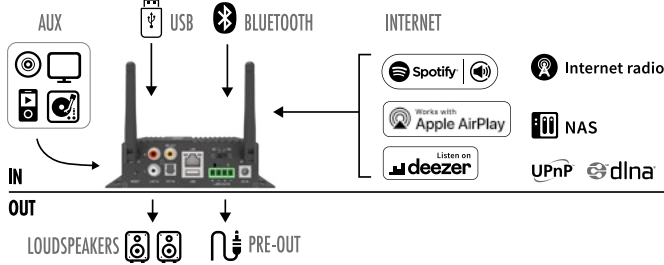 AUX
USB
BLUETOOTH
INTERNET
Spotify
Internet radio
Works with
Apple AirPlay
NAS
Listen on
deezer
UPnP
dlna
IN
OUT
LOUDSPEAKERS
PRE-OUT